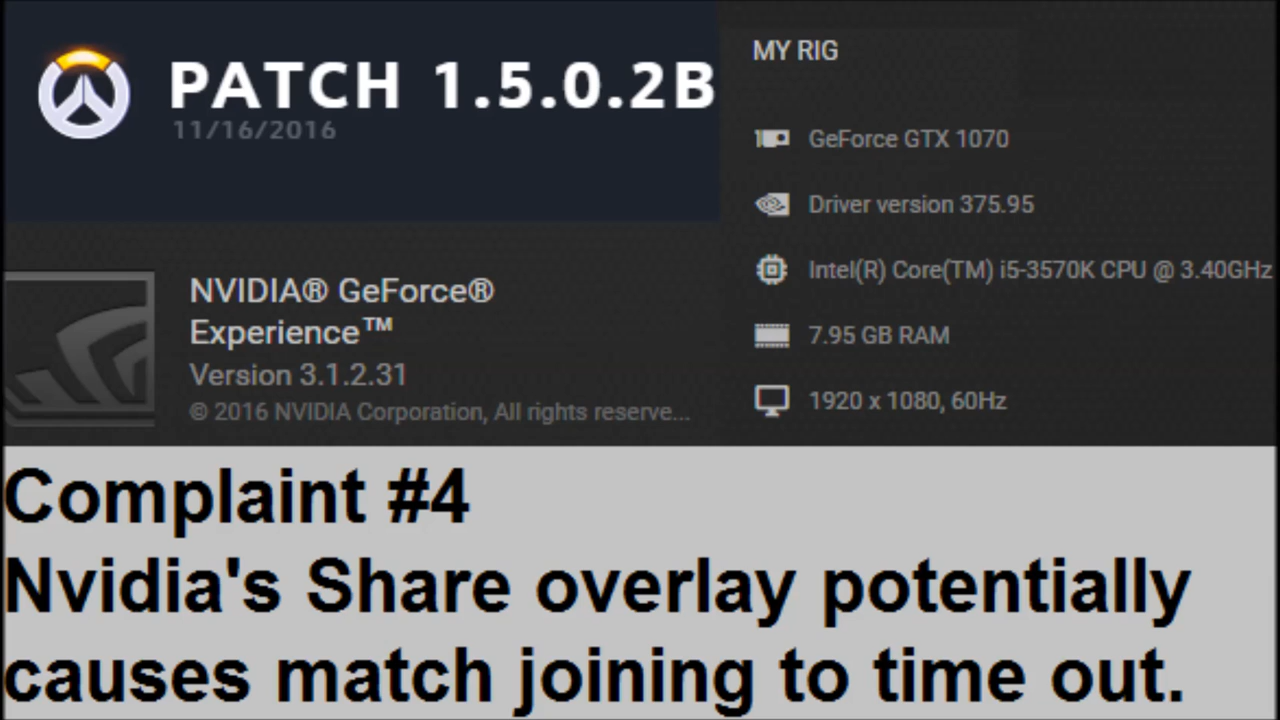 PATCH 1.5.0.2B
11/16/2016
NVIDIA® GeForce®
Experience™
Version 3.1.2.31
© 2016 NVIDIA Corporation, All rights reserve...
MY RIG
GeForce GTX 1070
Driver version 375.95
Intel(R) Core(TM) i5-3570K CPU @ 3.40GHz
7.95 GB RAM
1920 x 1080, 60Hz
Complaint #4
Nvidia's Share overlay potentially
causes match joining to time out.